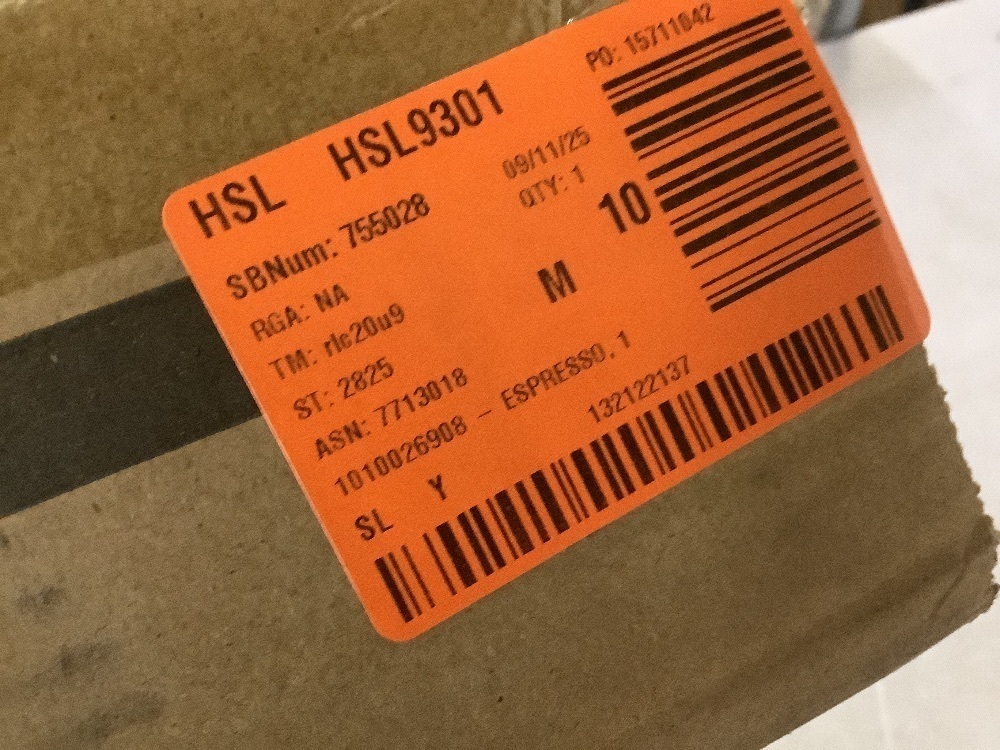 HSL HSL9301
PO: 15711042
SBNum: 755028 09/11/25
RGA: NA QTY: 1 10
TM: rlc20u9 M
ST: 2825
ASN: 7713018
1010026908 - ESPRESSO, 1
SL Y 132122137